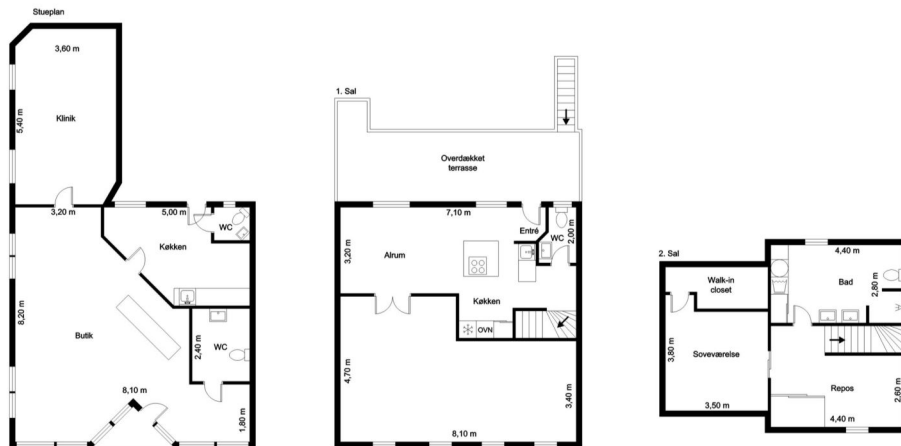 Stueplan
3,60 m
5,40 m
Klinik
3,20 m
5,00 m
WC
Køkken
8,20 m
Butik
2,40 m
WC
8,10 m
1.80 m
1. Sal
Overdækket
terrasse
7,10 m
Entré
WC
2,00 m
3,20 m
Alrum
Køkken
OVN
4,70 m
3,40 m
8,10 m
2. Sal
Walk-in
closet
4,40 m
Bad
2,80 m
3,80 m
Soveværelse
3,50 m
Repos
2,60 m
4,40 m